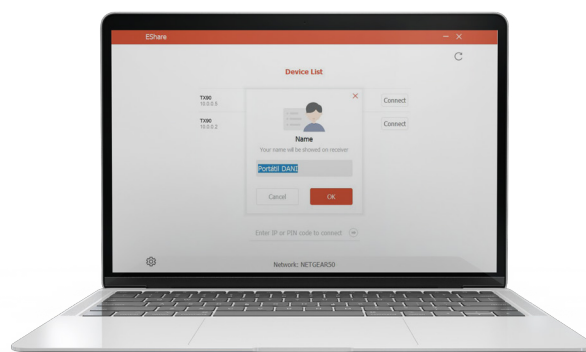 EShare
Device List
TX90
10.0.0.5
Connect
TX90
10.0.0.2
Connect
Name
Your name will be showed on receiver
Portátil DANI
Cancel
OK
Enter IP or PIN code to connect
Network: NETGEAR50